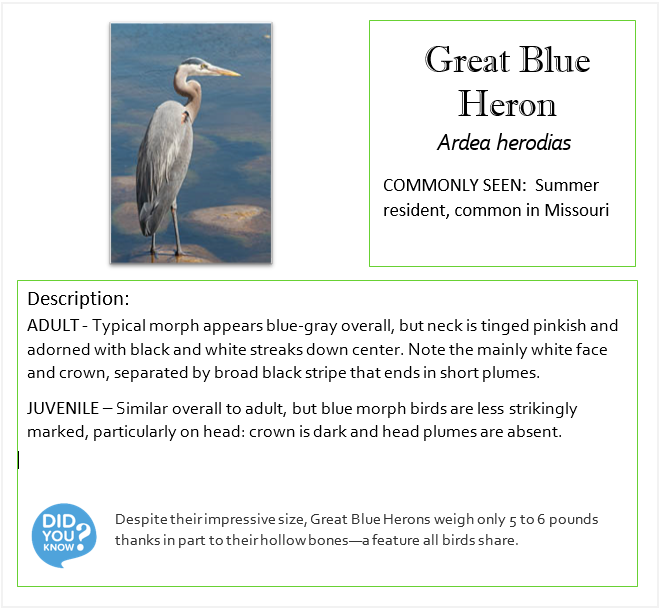 Great Blue
Heron
Ardea herodias
COMMONLY SEEN: Summer
resident, common in Missouri
Description:
ADULT - Typical morph appears blue-gray overall, but neck is tinged pinkish and
adorned with black and white streaks down center. Note the mainly white face
and crown, separated by broad black stripe that ends in short plumes.
JUVENILE – Similar overall to adult, but blue morph birds are less strikingly
marked, particularly on head: crown is dark and head plumes are absent.
DID
YOU
KNOW?
Despite their impressive size, Great Blue Herons weigh only 5 to 6 pounds
thanks in part to their hollow bones—a feature all birds share.